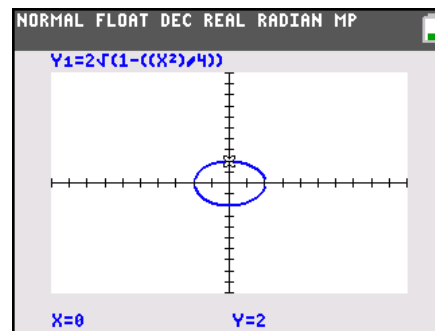 NORMAL FLOAT DEC REAL RADIAN MP
Y₁=2√(1-((X²)/4))
X=0 Y=2